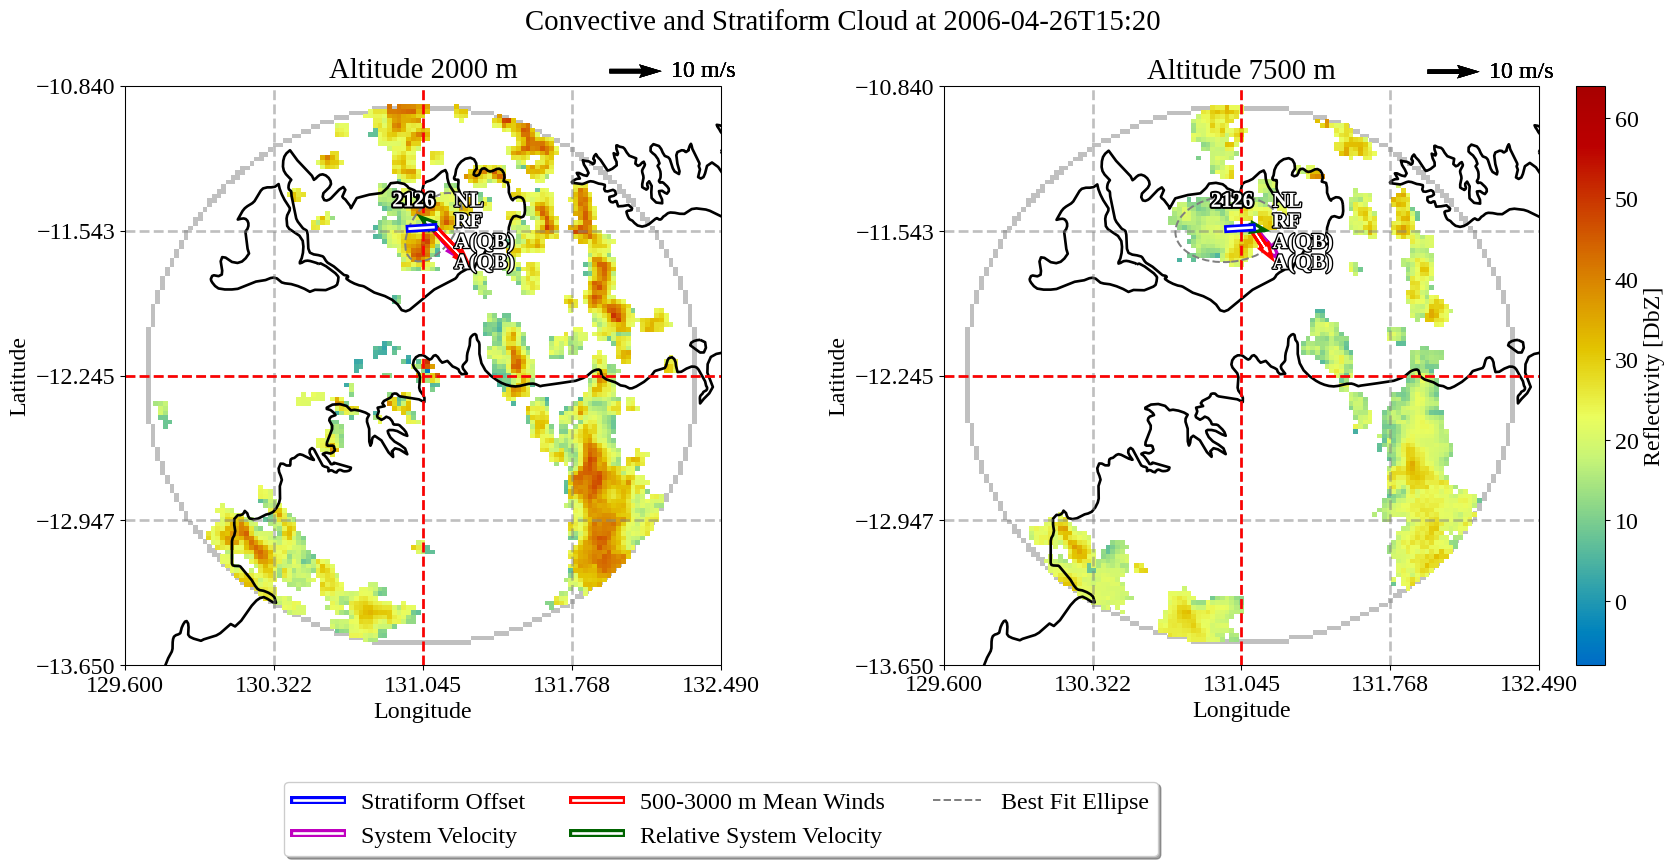 Convective and Stratiform Cloud at 2006-04-26T15:20
Altitude 2000 m
10 m/s
−10.840
−11.543
−12.245
−12.947
−13.650
129.600
130.322
131.045
131.768
132.490
Latitude
Longitude
2126
NL
RF
A(QB)
A(QB)
Altitude 7500 m
10 m/s
−10.840
−11.543
−12.245
−12.947
−13.650
129.600
130.322
131.045
131.768
132.490
Latitude
Longitude
2126
NL
RF
A(QB)
A(QB)
60
50
40
30
20
10
0
Reflectivity [DbZ]
Stratiform Offset
System Velocity
500-3000 m Mean Winds
Relative System Velocity
Best Fit Ellipse